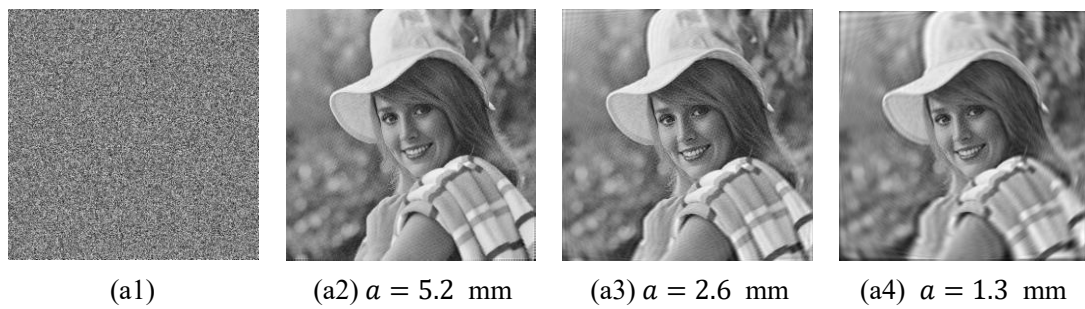 (a1) (a2) 𝑎 = 5.2 mm (a3) 𝑎 = 2.6 mm (a4) 𝑎 = 1.3 mm